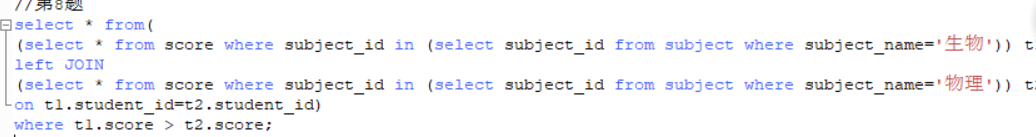 //第8题
select * from(
(select * from score where subject_id in (select subject_id from subject where subject_name='生物'))
left JOIN
(select * from score where subject_id in (select subject_id from subject where subject_name='物理'))
on t1.student_id=t2.student_id)
where t1.score > t2.score;